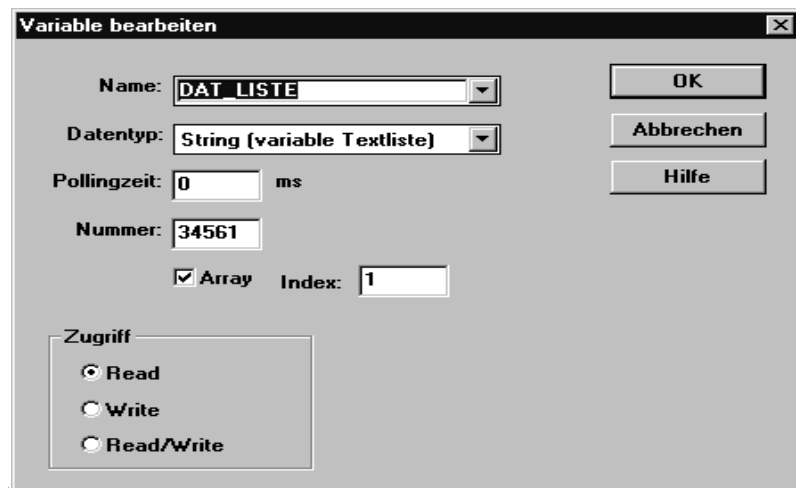 Variable bearbeiten
Name: DAT_LISTE
OK
Datentyp: String (variable Textliste)
Abbrechen
Pollingzeit: 0 ms
Hilfe
Nummer: 34561
Array Index: 1
Zugriff
Read
Write
Read/Write